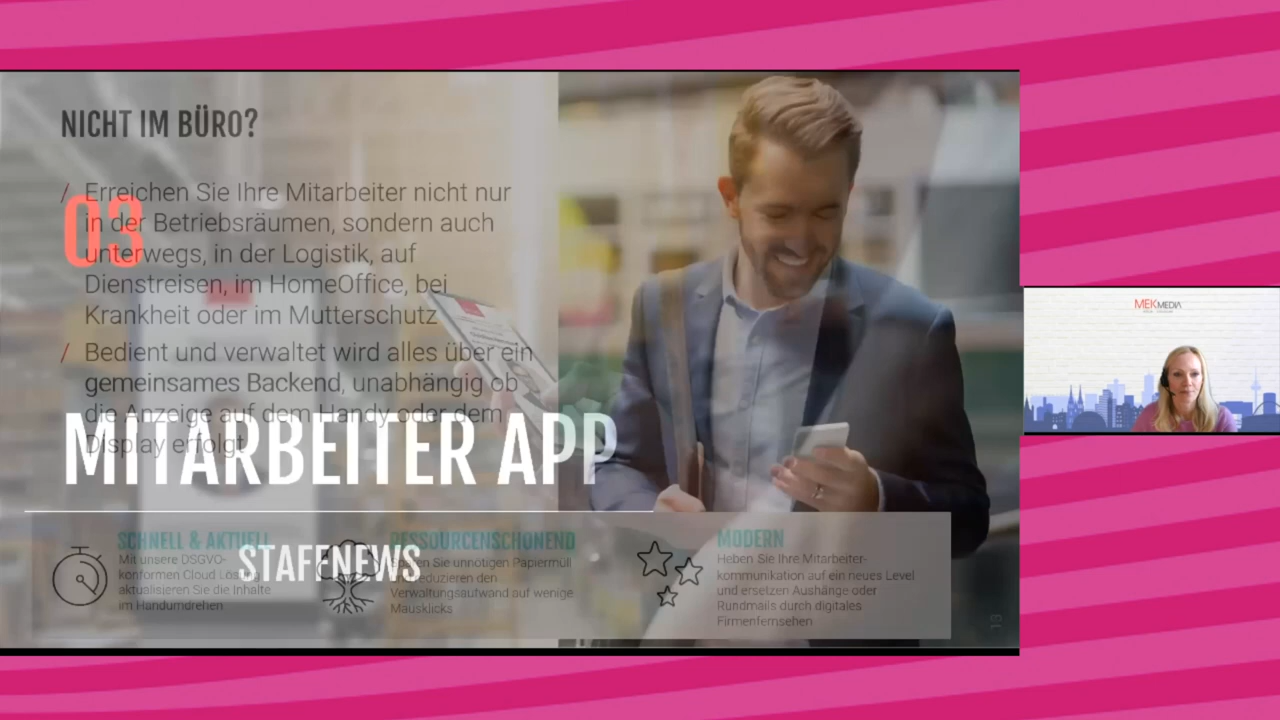 NICHT IM BÜRO?
/ Erreichen Sie Ihre Mitarbeiter nicht nur
in der Betriebsräumen, sondern auch
unterwegs, in der Logistik, auf
Dienstreisen, im HomeOffice, bei
Krankheit oder im Mutterschutz
/ Bedient und verwaltet wird alles über ein
gemeinsames Backend, unabhängig ob
die Anzeige auf dem Handy oder dem
Display erfolgt
03
MITARBEITER APP
STAFFNEWS
SCHNELL & AKTUELL
Mit unsere DSGVO-
konformen Cloud Lösung
aktualisieren Sie die Inhalte
im Handumdrehen
RESSOURCENSCHONEND
Sparen Sie unnötigen Papiermüll
und reduzieren den
Verwaltungsaufwand auf wenige
Mausklicks
MODERN
Heben Sie Ihre Mitarbeiter-
kommunikation auf ein neues Level
und ersetzen Aushänge oder
Rundmails durch digitales
Firmenfernsehen
MEKMEDIA